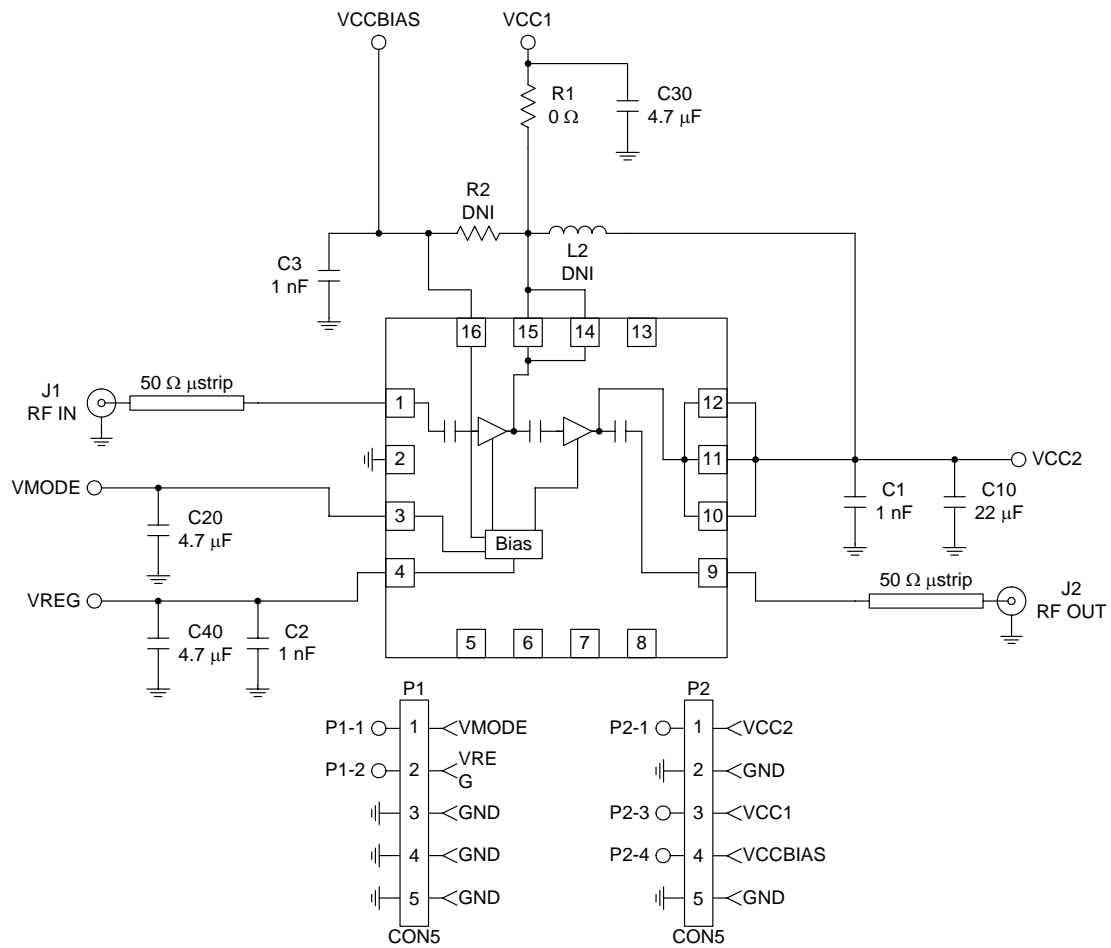 VCCBIAS
VCC1
R1
0 Ω
C30
4.7 µF
R2
DNI
L2
DNI
C3
1 nF
16
15
14
13
J1
RF IN
50 Ω µstrip
1
12
2
11
VCC2
VMODE
3
10
C20
4.7 µF
Bias
C1
1 nF
C10
22 µF
4
9
50 Ω µstrip
J2
RF OUT
VREG
C40
4.7 µF
C2
1 nF
5
6
7
8
P1
P1-1
1
VMODE
P1-2
2
VRE
G
3
GND
4
GND
5
GND
CON5
P2
P2-1
1
VCC2
2
GND
P2-3
3
VCC1
P2-4
4
VCCBIAS
5
GND
CON5